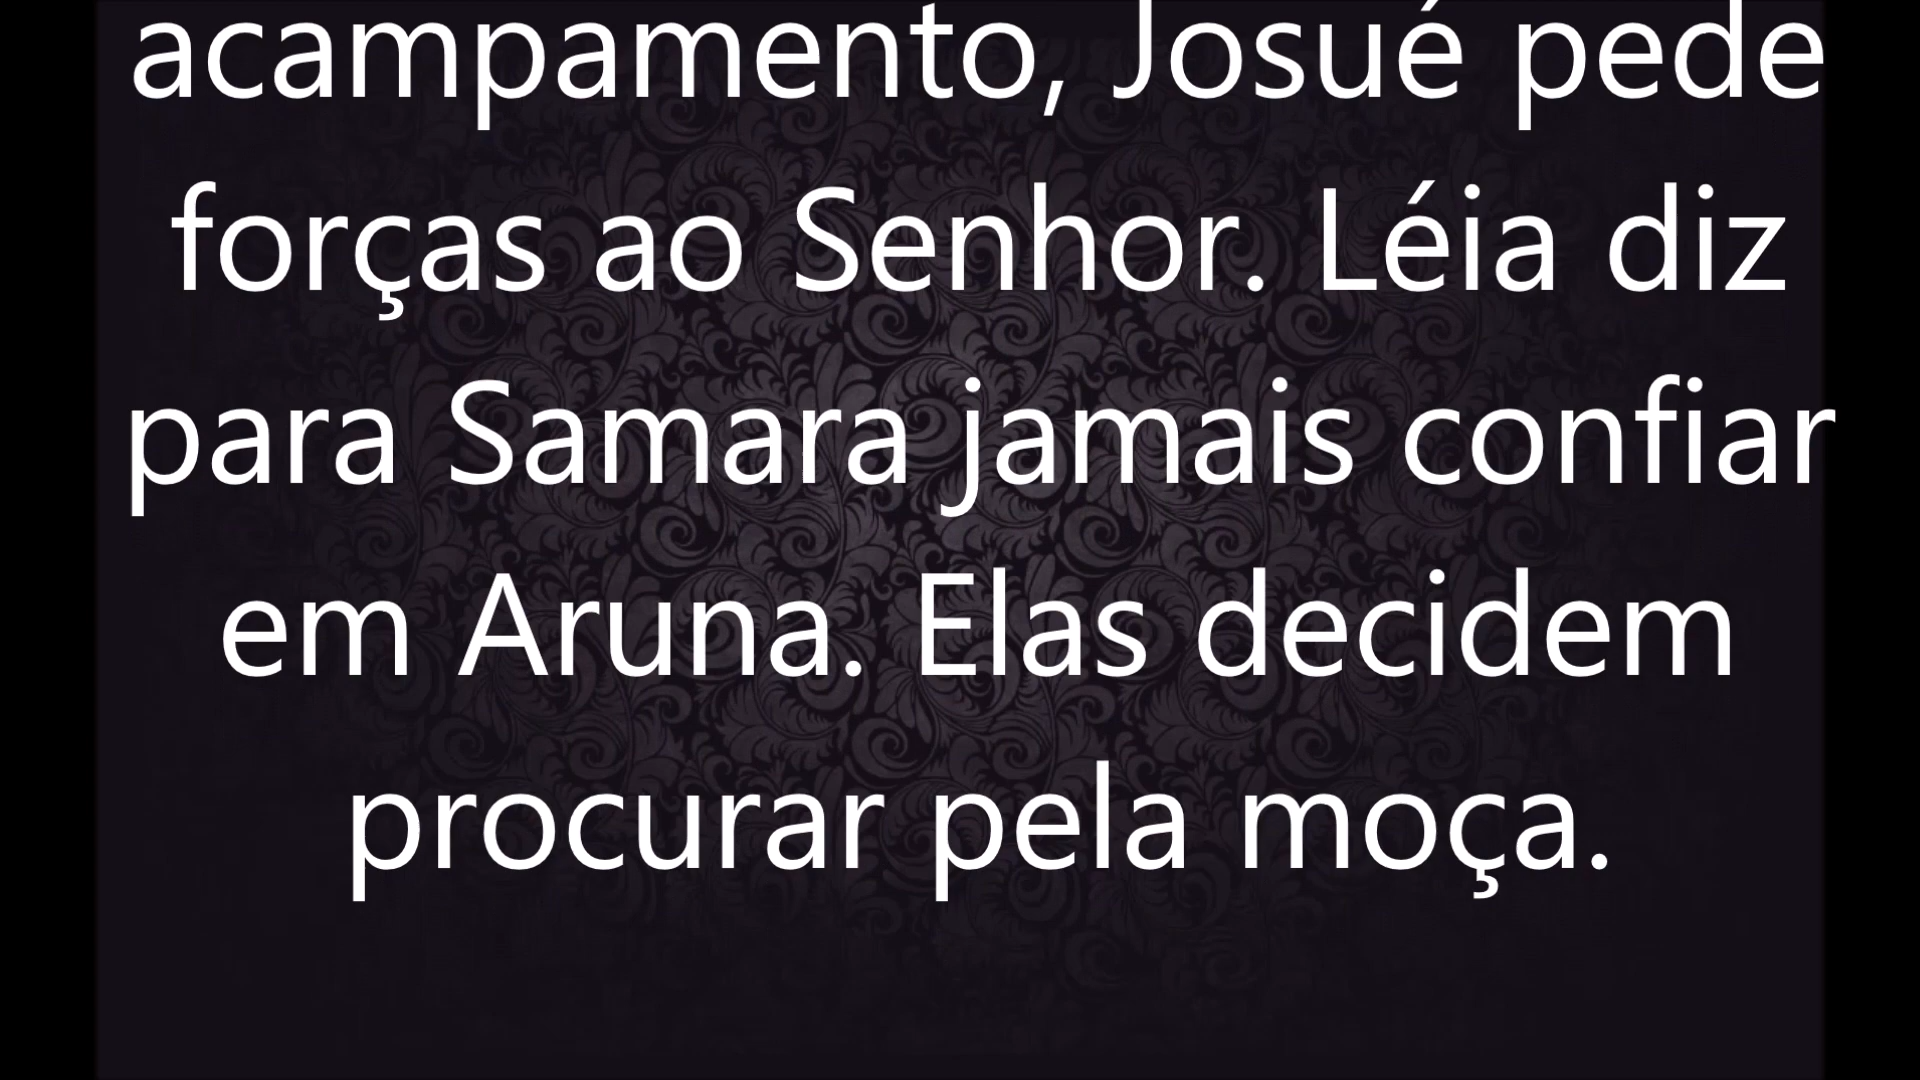 acampamento, Josué pede
forças ao Senhor. Léia diz
para Samara jamais confiar
em Aruna. Elas decidem
procurar pela moça.